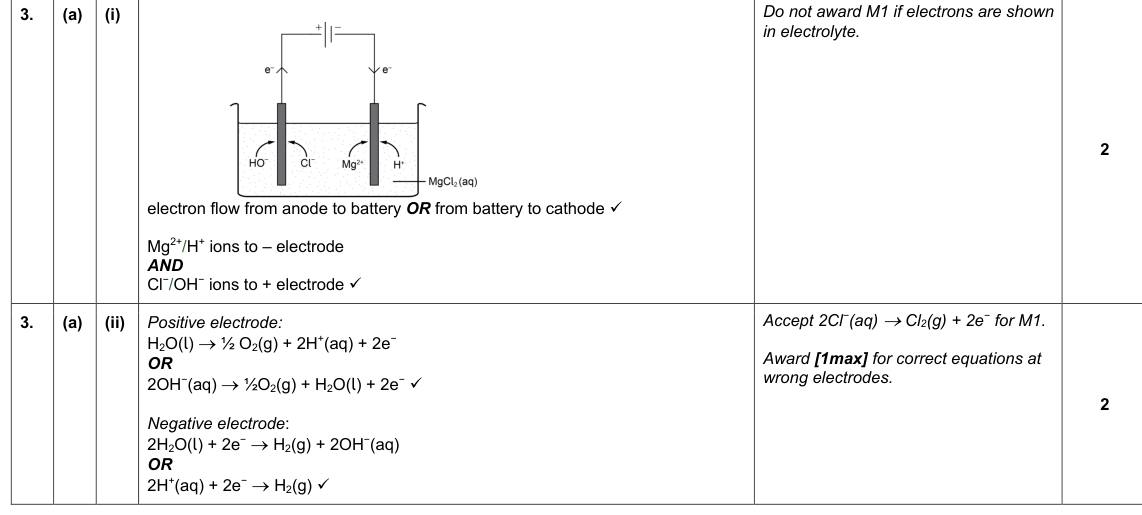 3. (a) (i)
+ −
e⁻ e⁻
HO⁻ Cl⁻ Mg²⁺ H⁺
MgCl₂(aq)
electron flow from anode to battery OR from battery to cathode ✓
Mg²⁺/H⁺ ions to – electrode
AND
Cl⁻/OH⁻ ions to + electrode ✓
Do not award M1 if electrons are shown
in electrolyte.
2
3. (a) (ii)
Positive electrode:
H₂O(l) → ½ O₂(g) + 2H⁺(aq) + 2e⁻
OR
2OH⁻(aq) → ½O₂(g) + H₂O(l) + 2e⁻ ✓
Negative electrode:
2H₂O(l) + 2e⁻ → H₂(g) + 2OH⁻(aq)
OR
2H⁺(aq) + 2e⁻ → H₂(g) ✓
Accept 2Cl⁻(aq) → Cl₂(g) + 2e⁻ for M1.
Award [1max] for correct equations at
wrong electrodes.
2